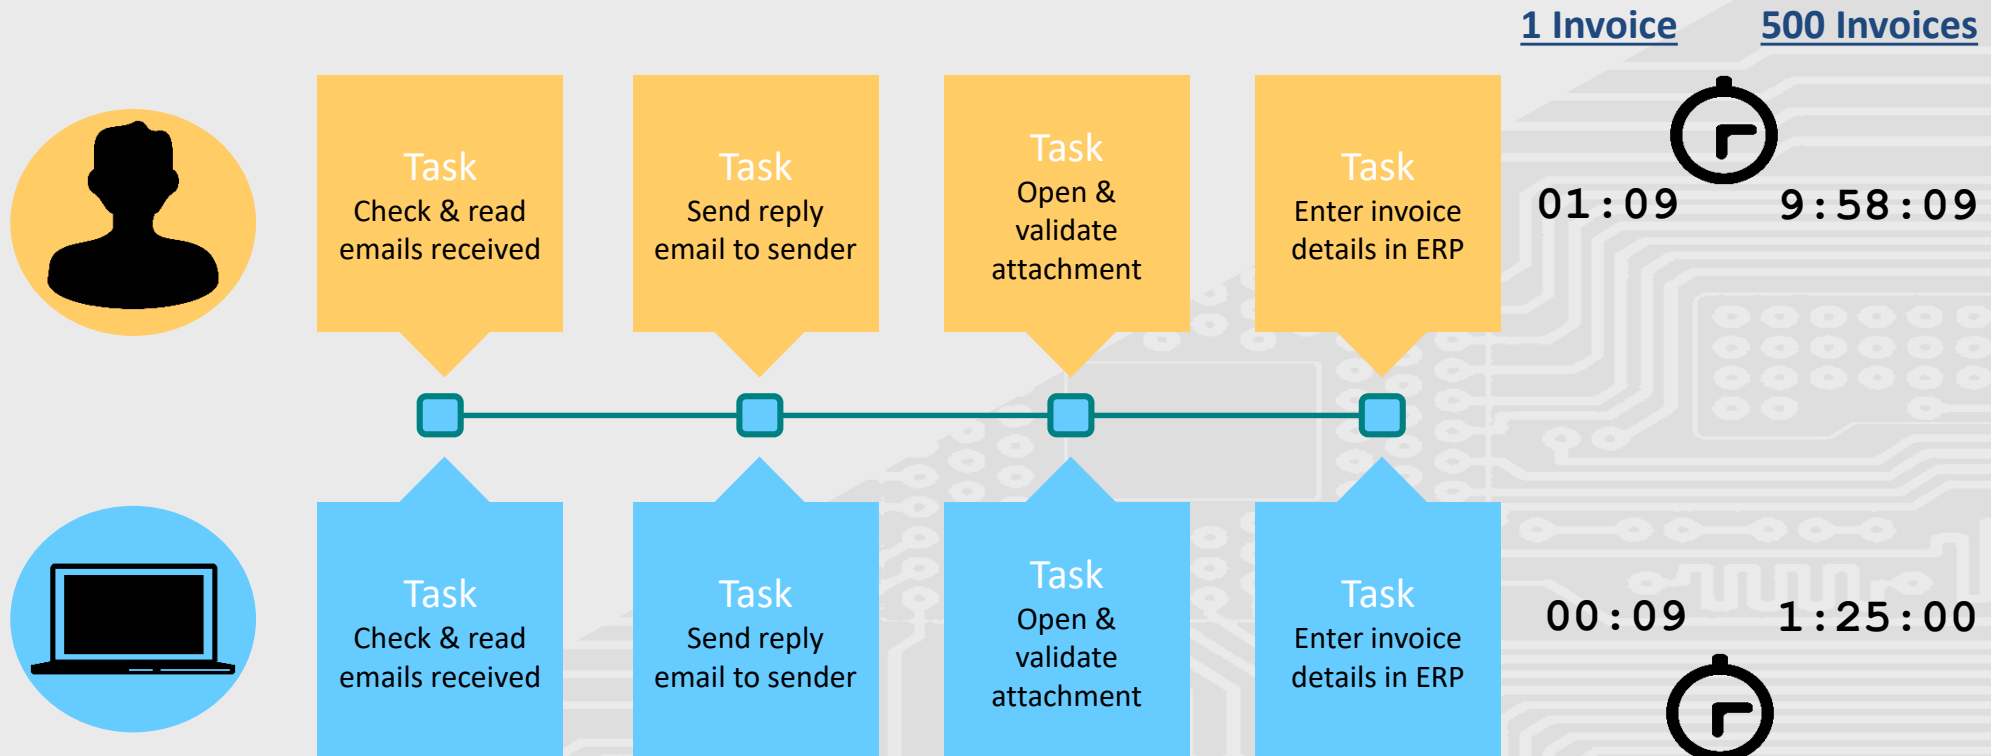 1 Invoice 500 Invoices
Task
Check & read
emails received
Task
Send reply
email to sender
Task
Open &
validate
attachment
Task
Enter invoice
details in ERP
01:09 9:58:09
Task
Check & read
emails received
Task
Send reply
email to sender
Task
Open &
validate
attachment
Task
Enter invoice
details in ERP
00:09 1:25:00